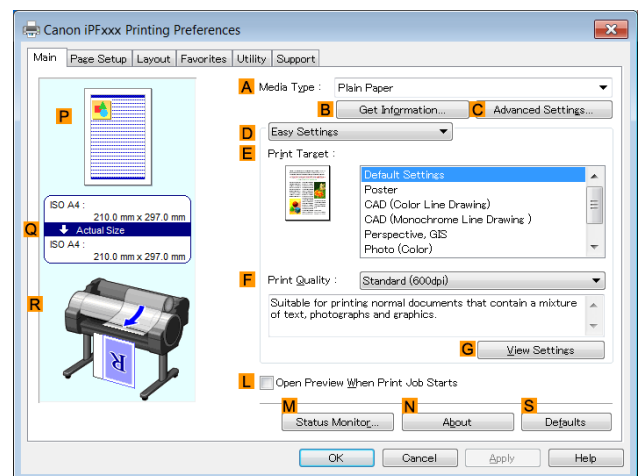 Canon iPFxxx Printing Preferences
Main Page Setup Layout Favorites Utility Support
A Media Type : Plain Paper
B Get Information... C Advanced Settings...
P
D Easy Settings
E Print Target :
Default Settings
Poster
CAD (Color Line Drawing)
CAD (Monochrome Line Drawing )
Perspective, GIS
Photo (Color)
ISO A4 :
210.0 mm x 297.0 mm
Q Actual Size
ISO A4 :
210.0 mm x 297.0 mm
F Print Quality : Standard (600dpi)
Suitable for printing normal documents that contain a mixture
of text, photographs and graphics.
R
R
G View Settings
L Open Preview When Print Job Starts
M N S
Status Monitor... About Defaults
OK Cancel Apply Help